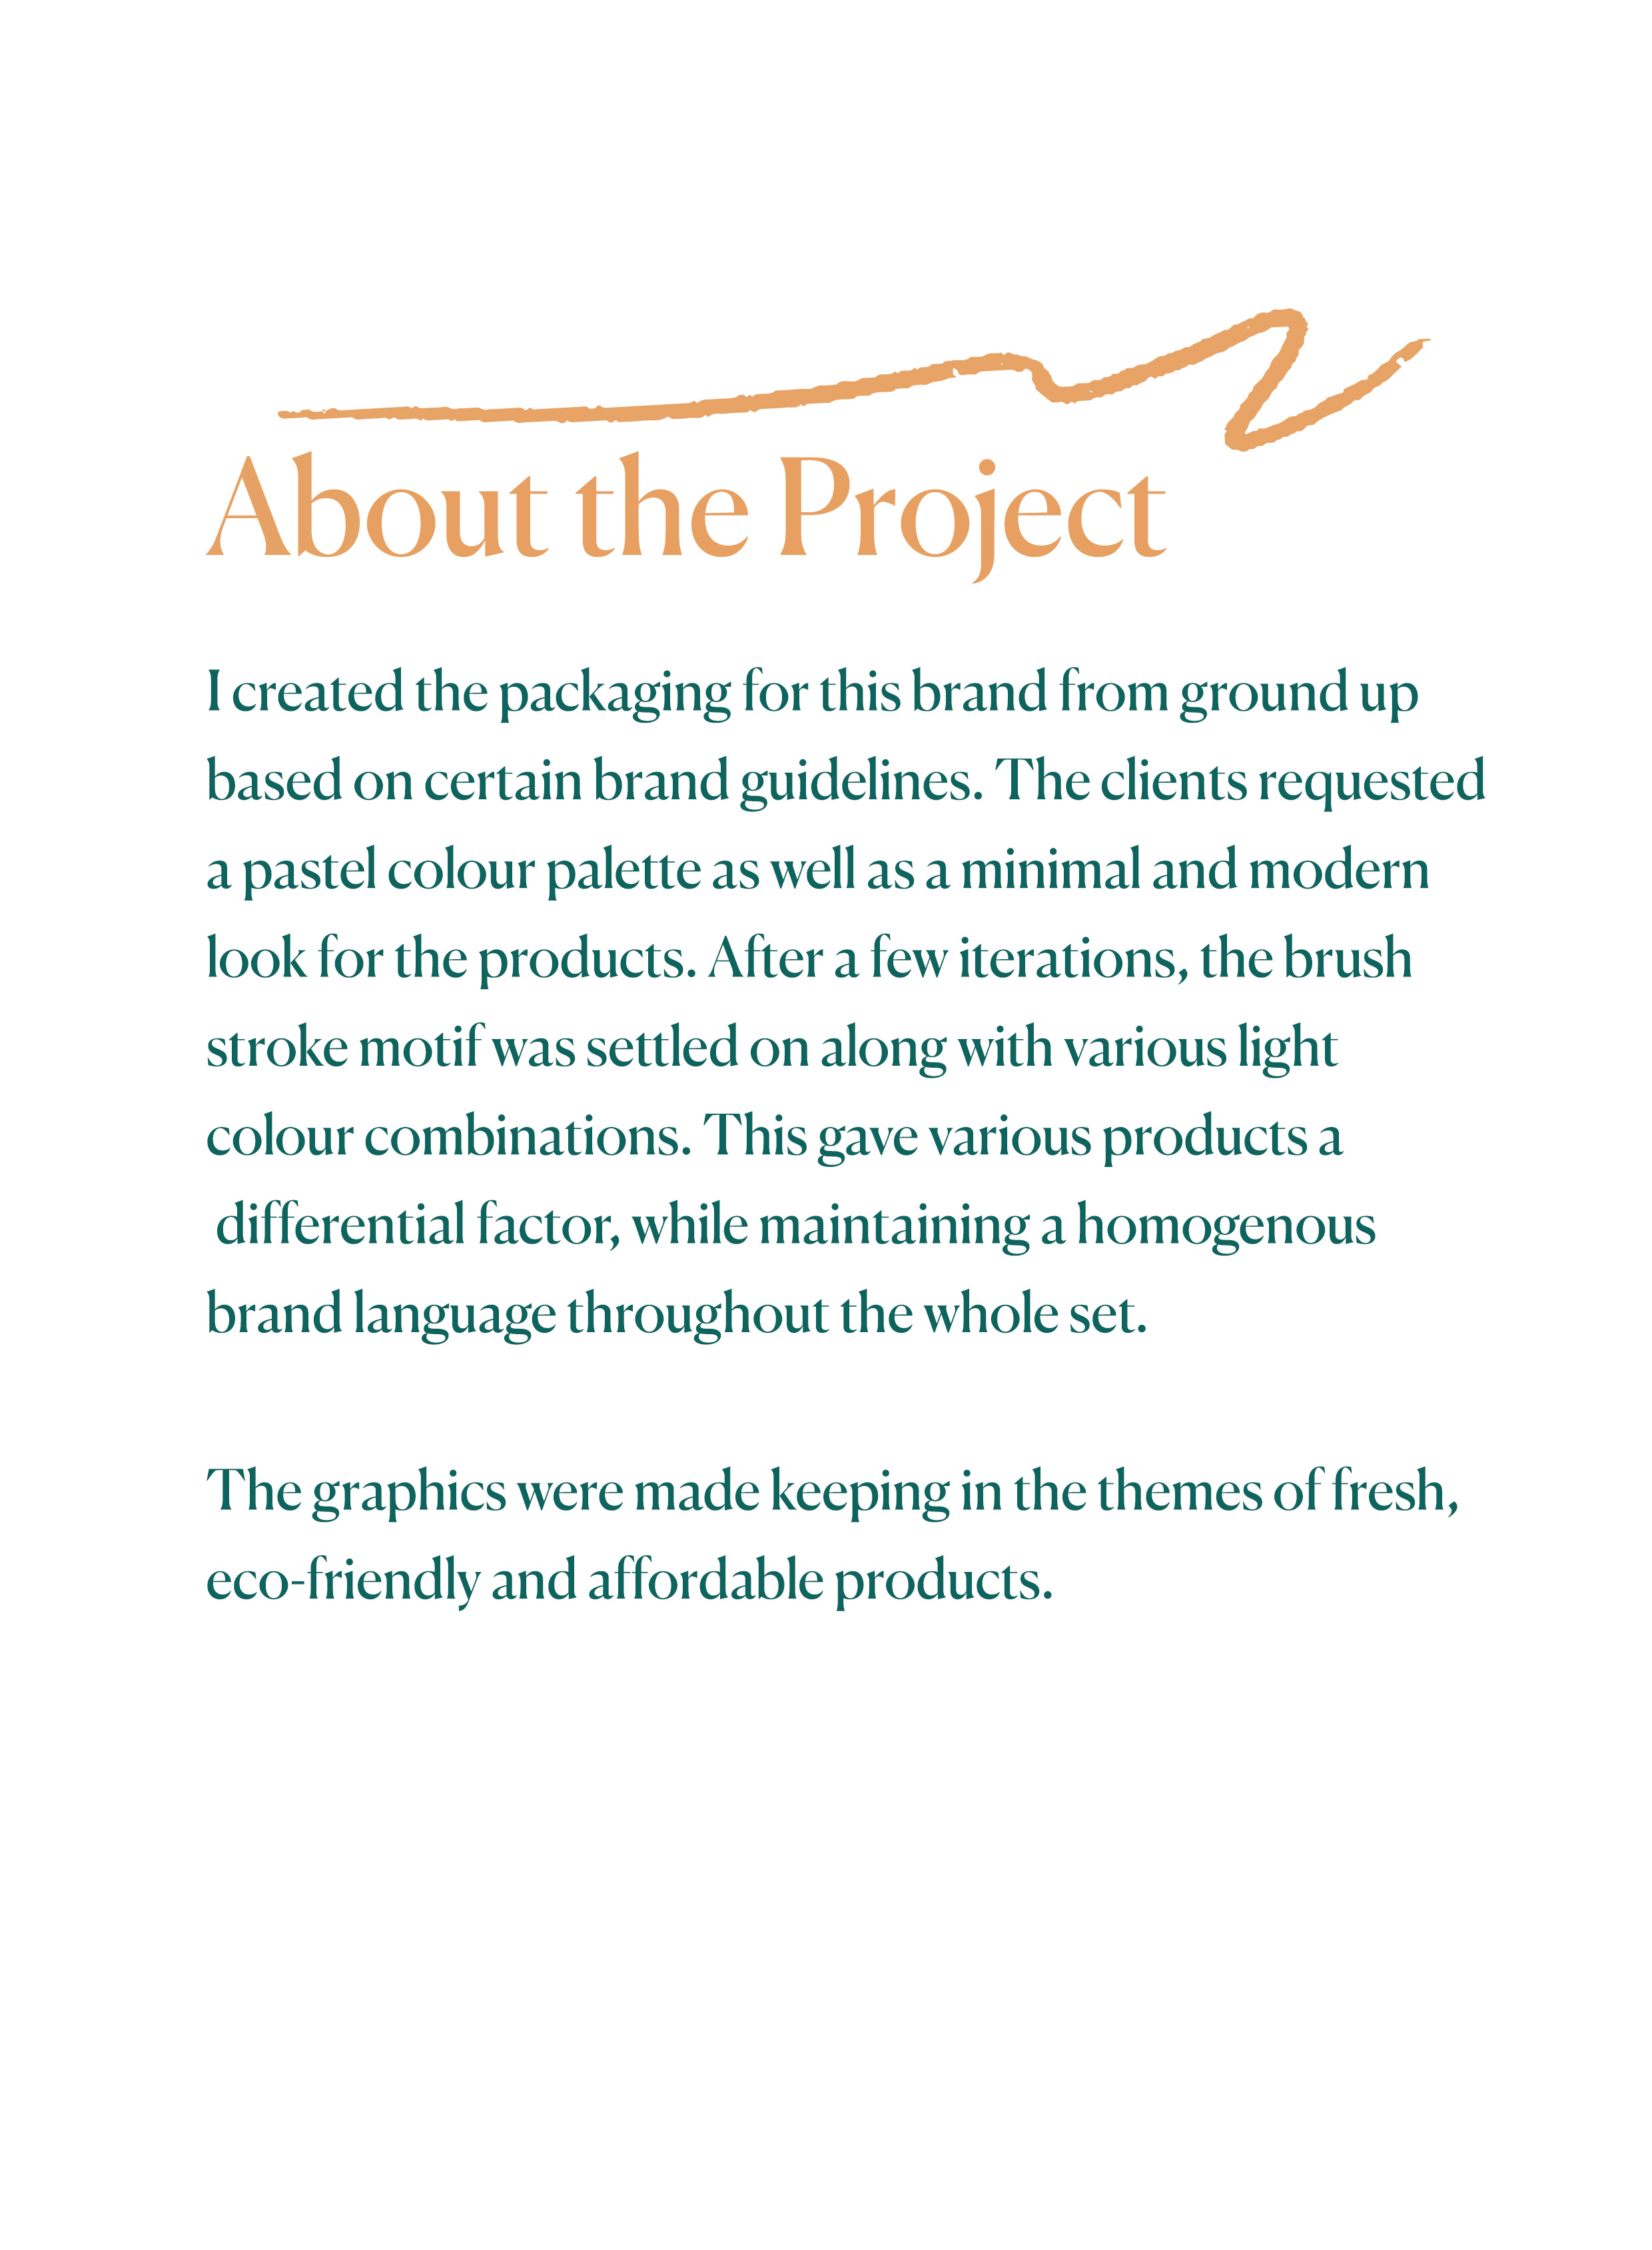 About the Project
I created the packaging for this brand from ground up
based on certain brand guidelines. The clients requested
a pastel colour palette as well as a minimal and modern
look for the products. After a few iterations, the brush
stroke motif was settled on along with various light
colour combinations. This gave various products a
differential factor, while maintaining a homogenous
brand language throughout the whole set.
The graphics were made keeping in the themes of fresh,
eco-friendly and affordable products.